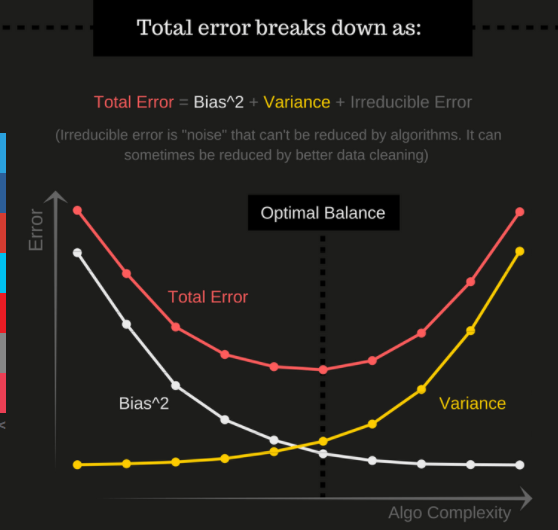 Total error breaks down as:
Total Error = Bias^2 + Variance + Irreducible Error
(Irreducible error is "noise" that can't be reduced by algorithms. It can
sometimes be reduced by better data cleaning)
Optimal Balance
Error
Total Error
Bias^2
Variance
Algo Complexity